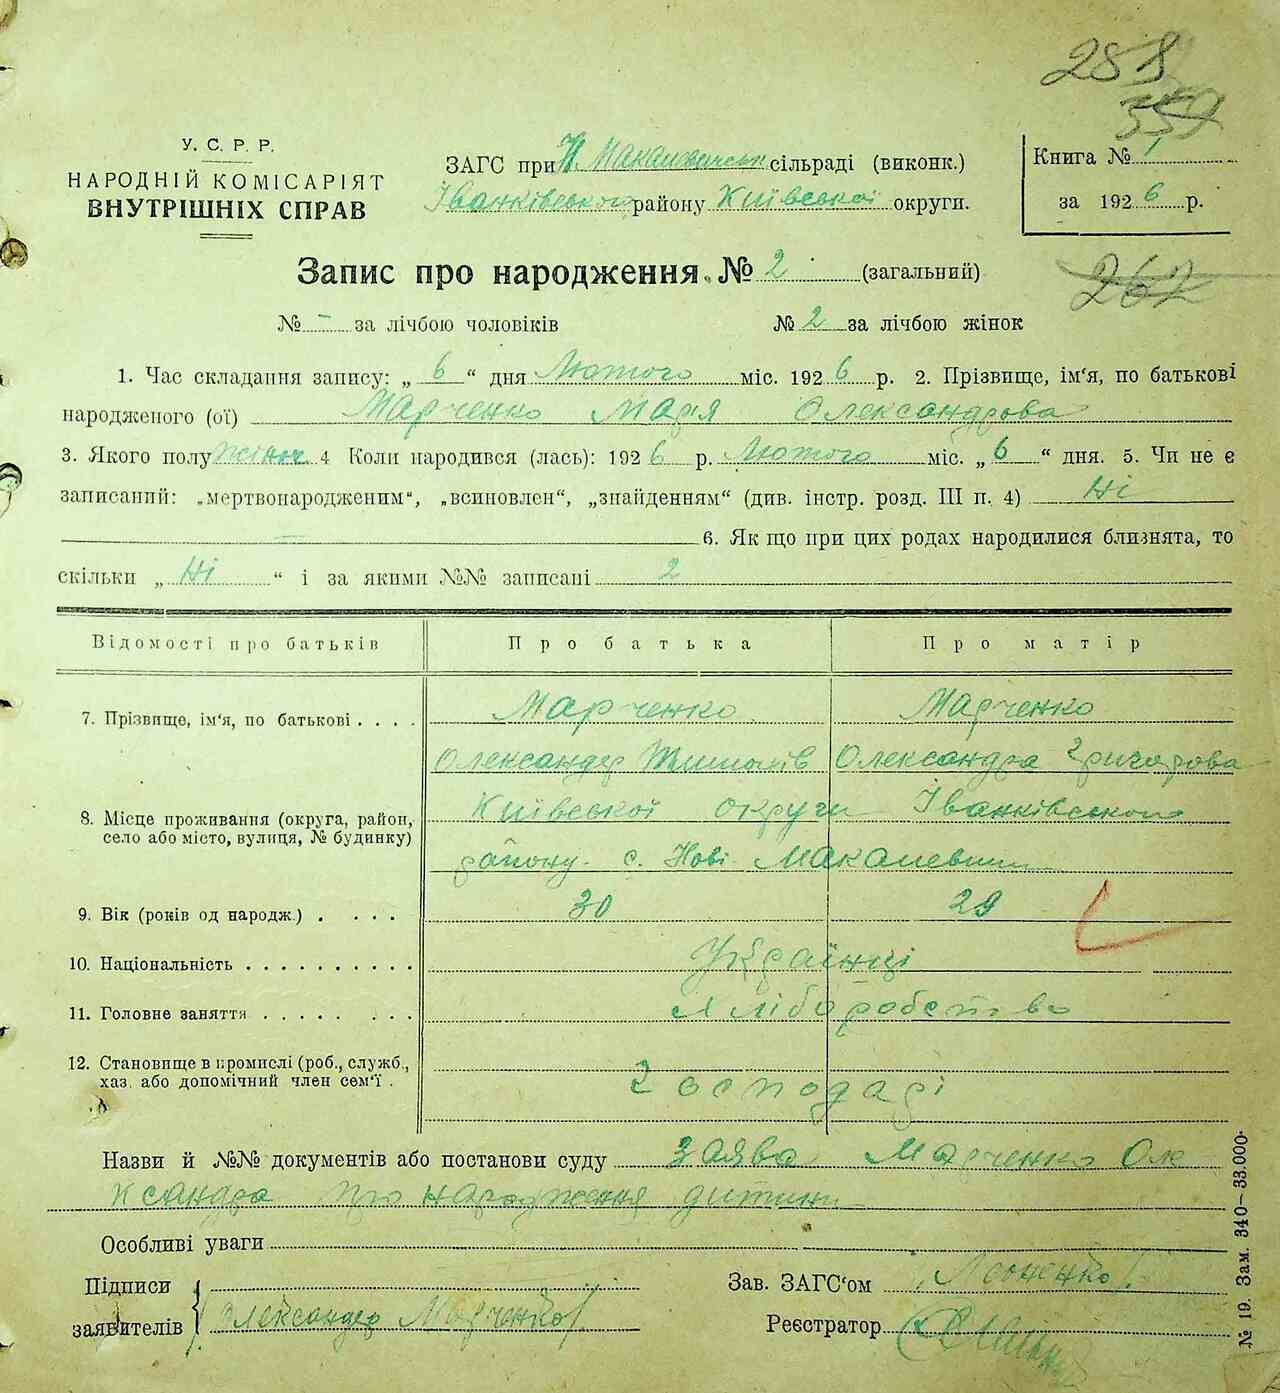 288
359
У. С. Р. Р.
НАРОДНІЙ КОМІСАРІЯТ
ВНУТРІШНІХ СПРАВ
ЗАГС при Н Макалевичськ сільраді (виконк.)
Іванківського району Київської округи.
Книга № 1
за 1926 р.
Запис про народження № 2 (загальний)
262
№ - за лічбою чоловіків № 2 за лічбою жінок
1. Час складання запису: „ 6 “ дня Лютого міс. 1926 р. 2. Прізвище, ім'я, по батькові
народженого (ої) Марченко Марія Олександрова
3. Якого полу жіноч 4 Коли народився (лась): 1926 р. Лютого міс. „ 6 “ дня. 5. Чи не є
записаний: „мертвонародженим“, „всиновлен“, „знайденням“ (див. інстр. розд. III п. 4) Ні
6. Як що при цих родах народилися близнята, то
скільки „ Ні “ і за якими №№ записані 2
Відомості про батьків Про батька Про матір
7. Прізвище, ім'я, по батькові . . . . Марченко Марченко
Олександер Олександра Григорова
8. Місце проживання (округа, район, село або місто, вулиця, № будинку) Київської округи Іванківського
району с. Нові Макалевичі
9. Вік (років од народж.) . . . . 30 29
10. Національність . . . . . . . . . . Українці
11. Головне заняття . . . . . . . . Хліборобство
12. Становище в промислі (роб., служб., хаз. або допомічний член сем'ї . Господарі
Назви й №№ документів або постанови суду заява Марченко Оле
ксандра про народження дитини
Особливі уваги
Підписи
заявителів Олександер Марченко
Зав. ЗАГС'ом Леоненко
Реєстратор
№ 19. Зам. 340—33.000.